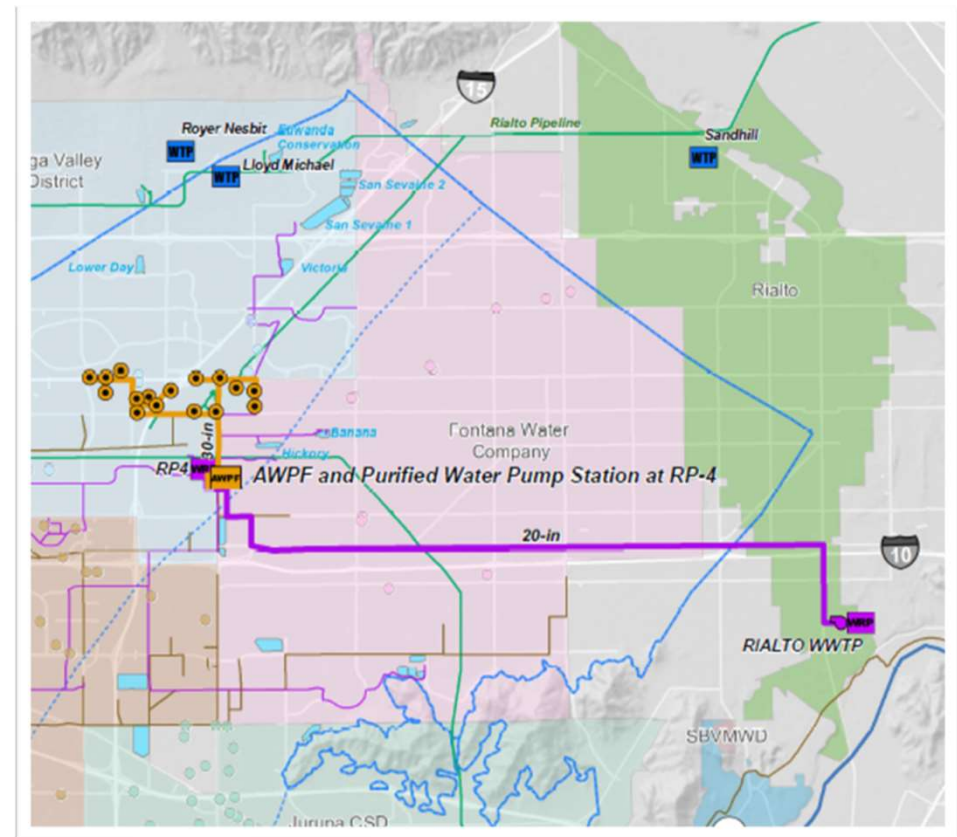 15
Rialto Pipeline
Royer Nesbit
WTP
Etiwanda
Conservation
Sandhill
WTP
ga Valley
District
Lloyd Michael
WTP
San Sevaine 2
San Sevaine 1
Lower Day
Victoria
Rialto
30-in
Banana
Hickory
Fontana Water
Company
RP4
AWPF
AWPF and Purified Water Pump Station at RP-4
20-in
10
WRP
RIALTO WWTP
SBVMWD
Jurupa CSD